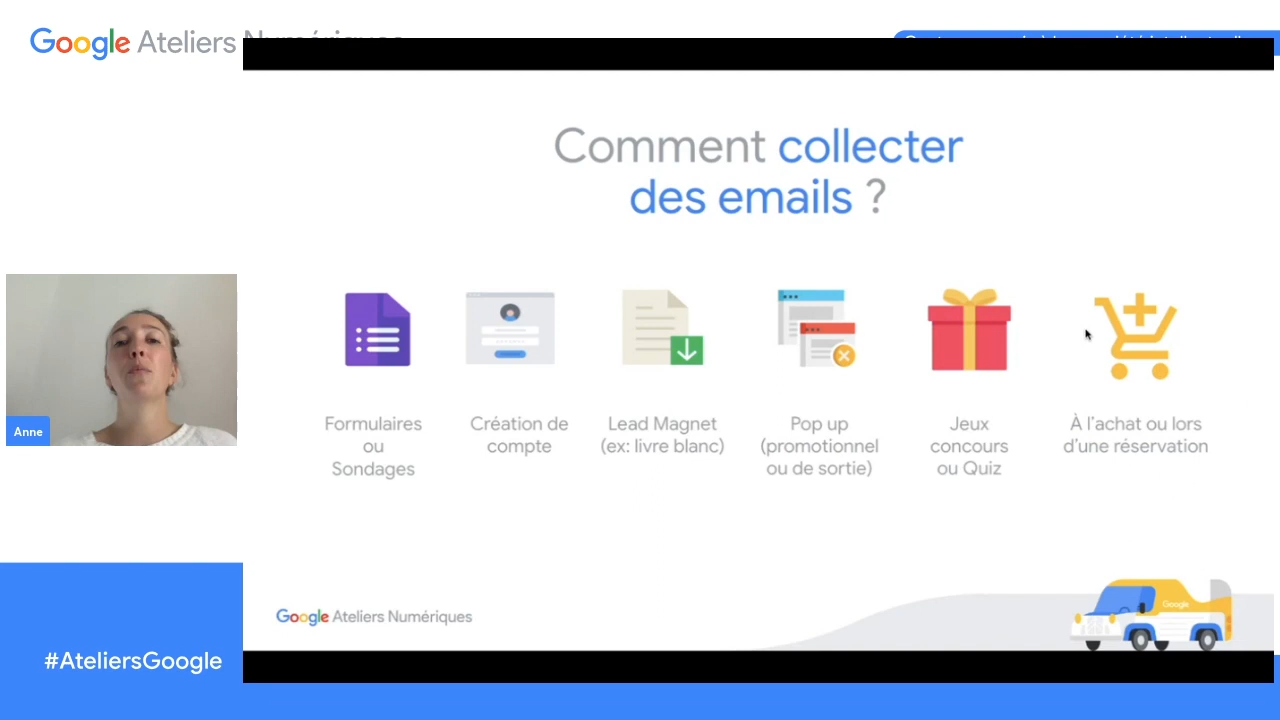 Google Ateliers
Comment collecter
des emails ?
Formulaires
ou
Sondages
Création de
compte
Lead Magnet
(ex: livre blanc)
Pop up
(promotionnel
ou de sortie)
Jeux
concours
ou Quiz
À l'achat ou lors
d'une réservation
Anne
Google Ateliers Numériques
Google
#AteliersGoogle